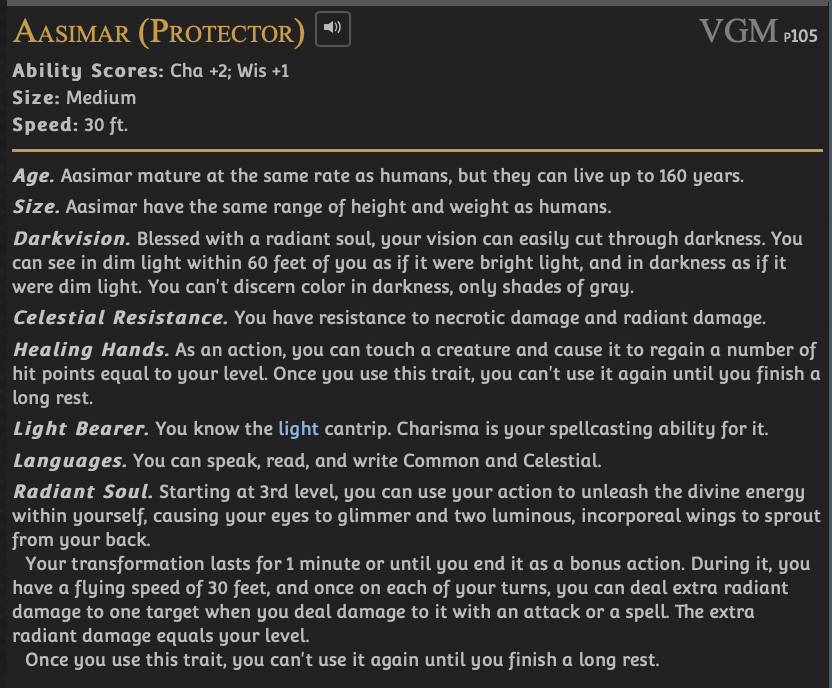 Aasimar (Protector)
VGM p105
Ability Scores: Cha +2; Wis +1
Size: Medium
Speed: 30 ft.
Age. Aasimar mature at the same rate as humans, but they can live up to 160 years.
Size. Aasimar have the same range of height and weight as humans.
Darkvision. Blessed with a radiant soul, your vision can easily cut through darkness. You
can see in dim light within 60 feet of you as if it were bright light, and in darkness as if it
were dim light. You can't discern color in darkness, only shades of gray.
Celestial Resistance. You have resistance to necrotic damage and radiant damage.
Healing Hands. As an action, you can touch a creature and cause it to regain a number of
hit points equal to your level. Once you use this trait, you can't use it again until you finish a
long rest.
Light Bearer. You know the light cantrip. Charisma is your spellcasting ability for it.
Languages. You can speak, read, and write Common and Celestial.
Radiant Soul. Starting at 3rd level, you can use your action to unleash the divine energy
within yourself, causing your eyes to glimmer and two luminous, incorporeal wings to sprout
from your back.
Your transformation lasts for 1 minute or until you end it as a bonus action. During it, you
have a flying speed of 30 feet, and once on each of your turns, you can deal extra radiant
damage to one target when you deal damage to it with an attack or a spell. The extra
radiant damage equals your level.
Once you use this trait, you can't use it again until you finish a long rest.